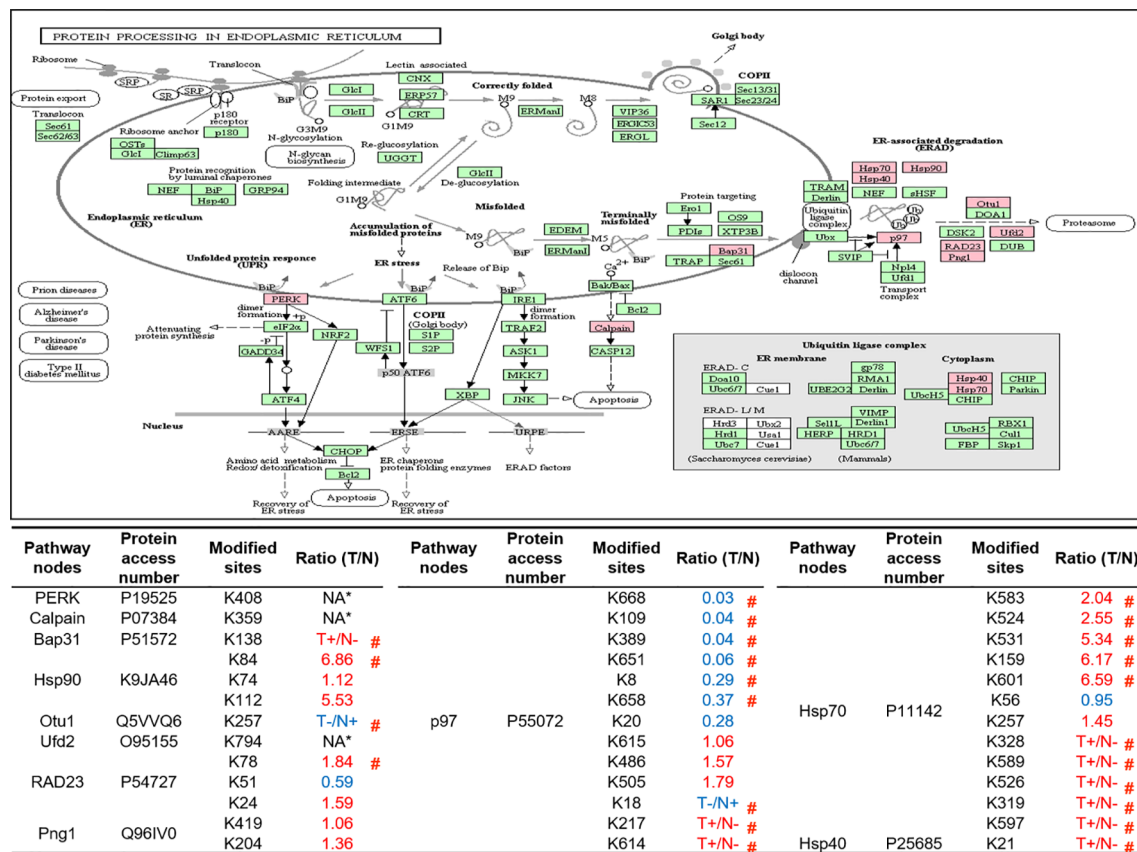 PROTEIN PROCESSING IN ENDOPLASMIC RETICULUM
Ribosome
SRP
SR
SRP
Protein export
Translocon
Sec61
Sec62/63
p180
receptor
p180
Ribosome anchor
OSTs
GlcI
Climp63
Translocon
BiP
G3M9
N-glycosylation
N-glycan
biosynthesis
Protein recognition
by luminal chaperones
NEF
BiP
GRP94
Hsp40
Endoplasmic reticulum
(ER)
Lectin associated
CNX
ERP57
CRT
GlcI
GlcII
G1M9
Re-glucosylation
UGGT
GlcII
De-glucosylation
Folding intermediate
G1M9
Correctly folded
M9
M8
ERManI
VIP36
ERGIC53
ERGL
Golgi body
COPII
SAR1
Sec13/31
Sec23/24
Sec12
Misfolded
M9
BiP
EDEM
ERManI
Terminally
misfolded
M5
BiP
Accumulation of
misfolded proteins
ER stress
Unfolded protein responce
(UPR)
Release of Bip
Protein targeting
Ero1
PDIs
OS9
XTP3B
TRAP
Bap31
Sec61
ER-associated degradation
(ERAD)
TRAM
Derlin
Hsp70
Hsp40
Hsp90
NEF
sHSF
Ubiquitin
ligase
complex
Ubx
SVIP
p97
Ub
Ub
Ub
Npl4
Ufd1
Transport
complex
dislocon
Otu1
DOA1
DSK2
Ufd2
RAD23
DUB
Png1
Proteasome
Prion diseases
Alzheimer's
disease
Parkinson's
disease
Type II
diabetes mellitus
BiP
PERK
dimer
formation
+p
Attenuating
protein synthesis
eIF2α
-p
GADD34
NRF2
ATF4
BiP
ATF6
COPII
(Golgi body)
WFS1
S1P
S2P
p50 ATF6
BiP
IRE1
dimer
formation
TRAF2
ASK1
MKK7
JNK
XBP
Ca2+
Bak/Bax
Bcl2
Calpain
CASP12
Apoptosis
Nucleus
AARE
ERSE
URPE
CHOP
Bcl2
Apoptosis
Amino acid metabolism
Redox/ detoxification
Recovery of
ER stress
ER chaperons
protein folding enzymes
Recovery of
ER stress
ERAD factors
Ubiquitin ligase complex
ER membrane
Cytoplasm
ERAD- C
Doa10
Ubc6/7
Cue1
gp78
RMA1
UBE2G2
Derlin
ERAD- L/ M
Hrd3
Ubx2
Hrd1
Usa1
Ubc7
Cue1
(Saccharomyces cerevisiae)
VIMP
Sel1L
Derlin1
HERP
HRD1
Ubc6/7
(Mammals)
Hsp40
CHIP
Hsp70
Parkin
UbcH5
CHIP
RBX1
UbcH5
Cul1
FBP
Skp1
Pathway nodes Protein access number Modified sites Ratio (T/N)
PERK P19525 K408 NA*
Calpain P07384 K359 NA*
Bap31 P51572 K138 T+/N- #
K84 6.86 #
Hsp90 K9JA46 K74 1.12
K112 5.53
Otu1 Q5VVQ6 K257 T-/N+ #
Ufd2 O95155 K794 NA*
K78 1.84 #
RAD23 P54727 K51 0.59
K24 1.59
Png1 Q96IV0 K419 1.06
K204 1.36
Pathway nodes Protein access number Modified sites Ratio (T/N)
K668 0.03 #
K109 0.04 #
K389 0.04 #
K651 0.06 #
K8 0.29 #
K658 0.37 #
p97 P55072 K20 0.28
K615 1.06
K486 1.57
K505 1.79
K18 T-/N+ #
K217 T+/N- #
K614 T+/N- #
Pathway nodes Protein access number Modified sites Ratio (T/N)
K583 2.04 #
K524 2.55 #
K531 5.34 #
K159 6.17 #
K601 6.59 #
K56 0.95
Hsp70 P11142
K257 1.45
K328 T+/N- #
K589 T+/N- #
K526 T+/N- #
K319 T+/N- #
K597 T+/N- #
Hsp40 P25685 K21 T+/N- #